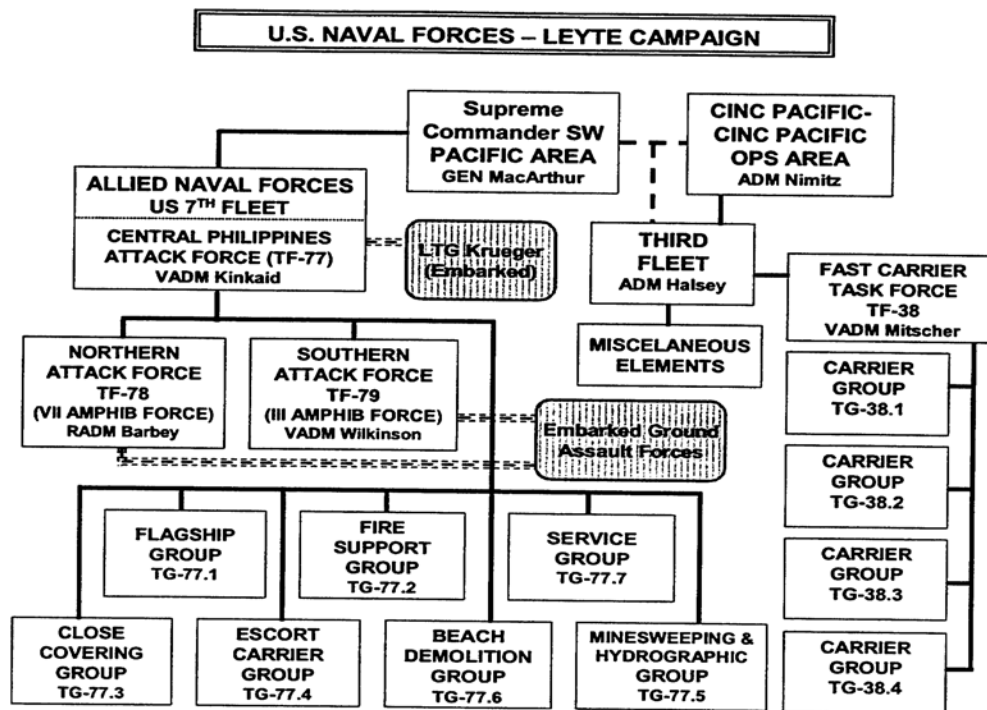 U.S. NAVAL FORCES – LEYTE CAMPAIGN
Supreme
Commander SW
PACIFIC AREA
GEN MacArthur
CINC PACIFIC-
CINC PACIFIC
OPS AREA
ADM Nimitz
ALLIED NAVAL FORCES
US 7TH FLEET
CENTRAL PHILIPPINES
ATTACK FORCE (TF-77)
VADM Kinkaid
LTG Krueger
(Embarked)
THIRD
FLEET
ADM Halsey
FAST CARRIER
TASK FORCE
TF-38
VADM Mitscher
MISCELANEOUS
ELEMENTS
NORTHERN
ATTACK FORCE
TF-78
(VII AMPHIB FORCE)
RADM Barbey
SOUTHERN
ATTACK FORCE
TF-79
(III AMPHIB FORCE)
VADM Wilkinson
Embarked Ground
Assault Forces
CARRIER
GROUP
TG-38.1
CARRIER
GROUP
TG-38.2
CARRIER
GROUP
TG-38.3
CARRIER
GROUP
TG-38.4
FLAGSHIP
GROUP
TG-77.1
FIRE
SUPPORT
GROUP
TG-77.2
SERVICE
GROUP
TG-77.7
CLOSE
COVERING
GROUP
TG-77.3
ESCORT
CARRIER
GROUP
TG-77.4
BEACH
DEMOLITION
GROUP
TG-77.6
MINESWEEPING &
HYDROGRAPHIC
GROUP
TG-77.5